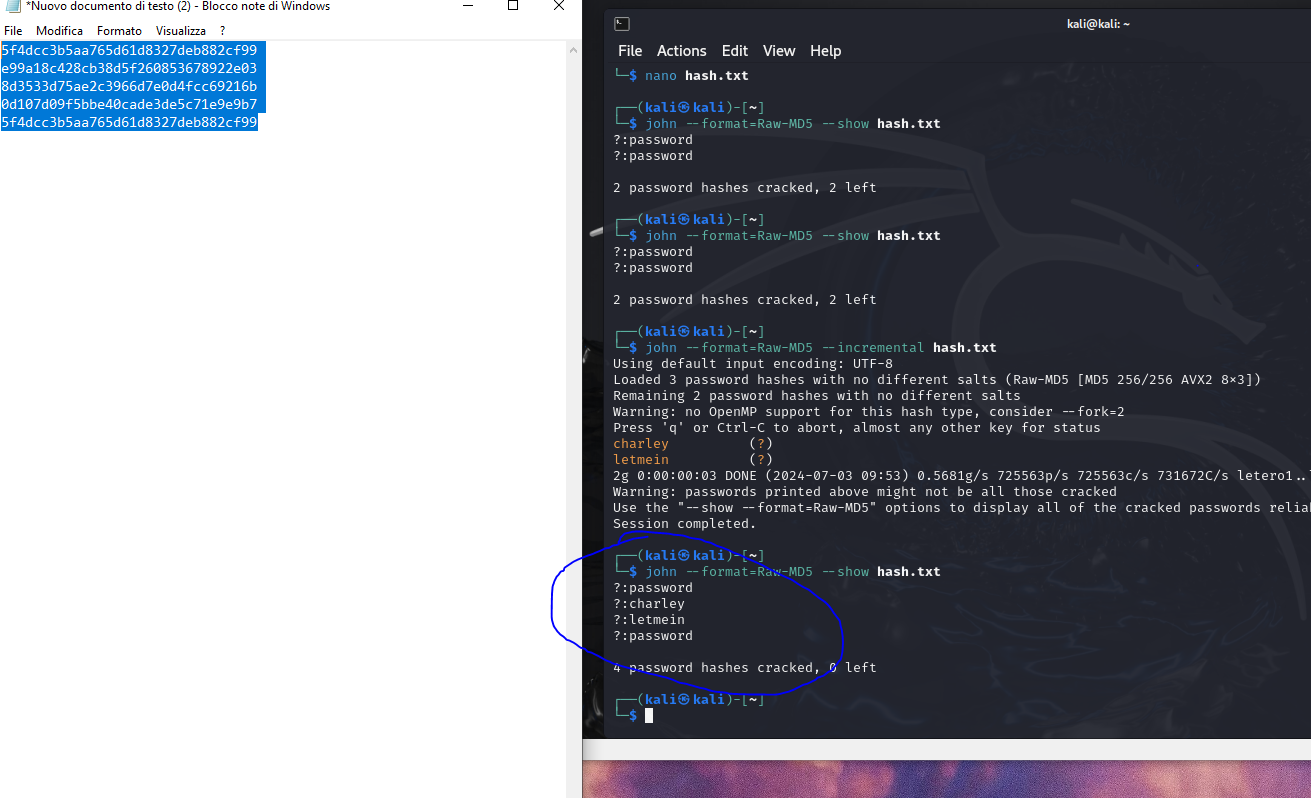 *Nuovo documento di testo (2) - Blocco note di Windows
File Modifica Formato Visualizza ?
5f4dcc3b5aa765d61d8327deb882cf99
e99a18c428cb38d5f260853678922e03
8d3533d75ae2c3966d7e0d4fcc69216b
0d107d09f5bbe40cade3de5c71e9e9b7
5f4dcc3b5aa765d61d8327deb882cf99
kali@kali: ~
File Actions Edit View Help
└─$ nano hash.txt
┌──(kali㉿kali)-[~]
└─$ john --format=Raw-MD5 --show hash.txt
?:password
?:password
2 password hashes cracked, 2 left
┌──(kali㉿kali)-[~]
└─$ john --format=Raw-MD5 --show hash.txt
?:password
?:password
2 password hashes cracked, 2 left
┌──(kali㉿kali)-[~]
└─$ john --format=Raw-MD5 --incremental hash.txt
Using default input encoding: UTF-8
Loaded 3 password hashes with no different salts (Raw-MD5 [MD5 256/256 AVX2 8×3])
Remaining 2 password hashes with no different salts
Warning: no OpenMP support for this hash type, consider --fork=2
Press 'q' or Ctrl-C to abort, almost any other key for status
charley (?)
letmein (?)
2g 0:00:00:03 DONE (2024-07-03 09:53) 0.5681g/s 725563p/s 725563c/s 731672C/s letero1..
Warning: passwords printed above might not be all those cracked
Use the "--show --format=Raw-MD5" options to display all of the cracked passwords relia
Session completed.
┌──(kali㉿kali)-[~]
└─$ john --format=Raw-MD5 --show hash.txt
?:password
?:charley
?:letmein
?:password
4 password hashes cracked, 0 left
┌──(kali㉿kali)-[~]
└─$